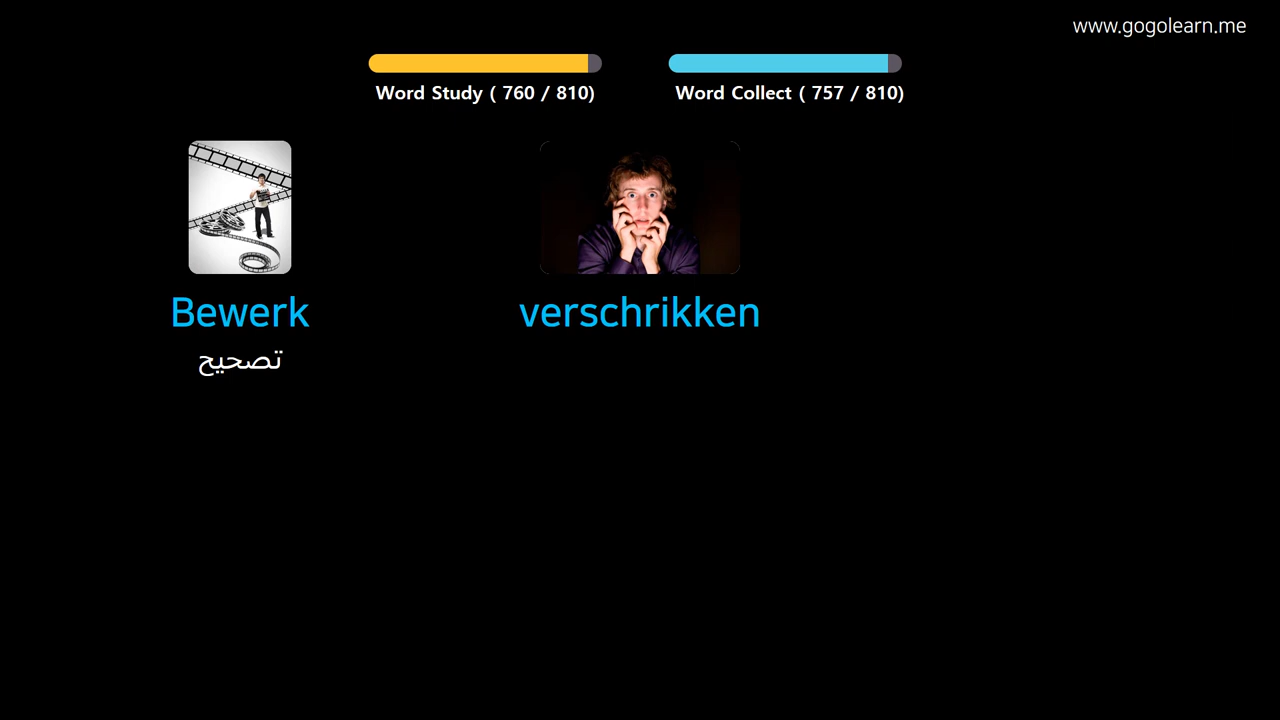 www.gogolearn.me
Word Study ( 760 / 810)
Word Collect ( 757 / 810)
Bewerk
تصحيح
verschrikken